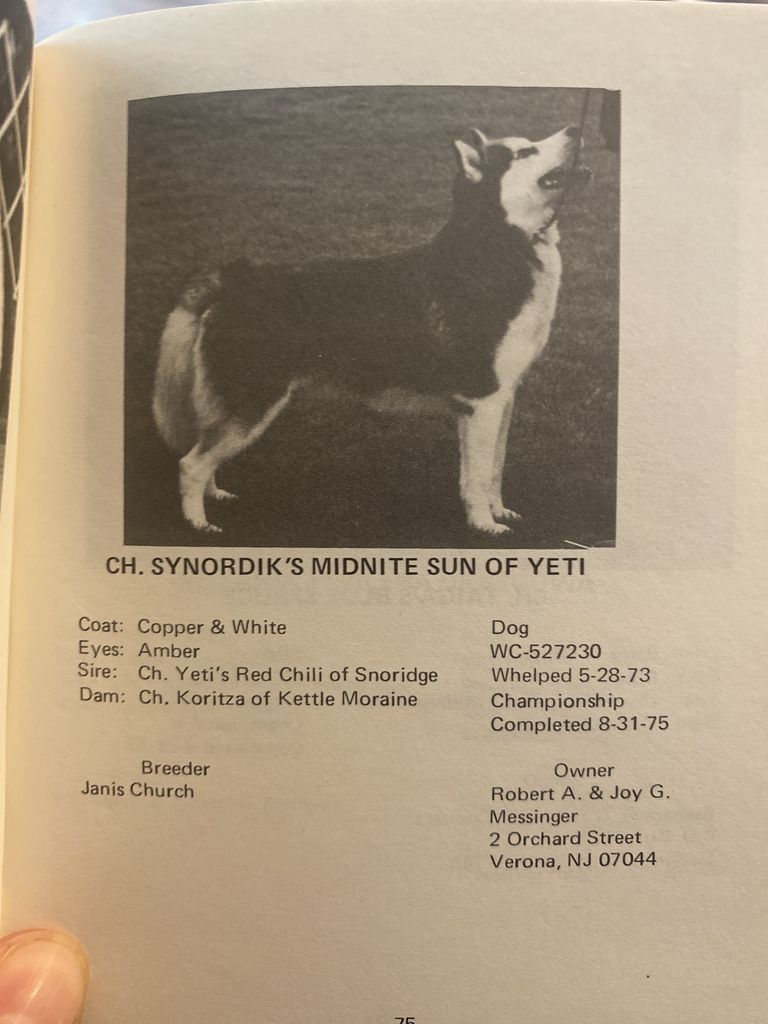 CH. SYNORDIK'S MIDNITE SUN OF YETI
Coat: Copper & White
Eyes: Amber
Sire: Ch. Yeti's Red Chili of Snoridge
Dam: Ch. Koritza of Kettle Moraine
Dog
WC-527230
Whelped 5-28-73
Championship
Completed 8-31-75
Breeder
Janis Church
Owner
Robert A. & Joy G.
Messinger
2 Orchard Street
Verona, NJ 07044
75